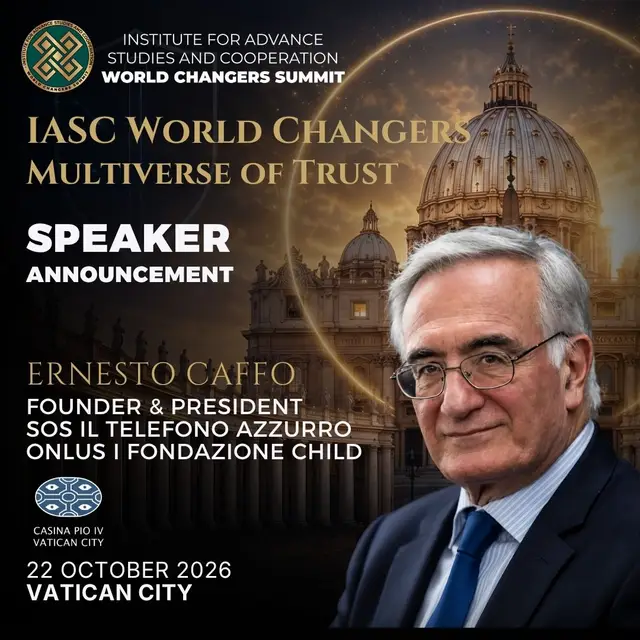 INSTITUTE FOR ADVANCE
STUDIES AND COOPERATION
WORLD CHANGERS SUMMIT
IASC WORLD CHANGERS
MULTIVERSE OF TRUST
SPEAKER
ANNOUNCEMENT
ERNESTO CAFFO
FOUNDER & PRESIDENT
SOS IL TELEFONO AZZURRO
ONLUS I FONDAZIONE CHILD
CASINA PIO IV
VATICAN CITY
22 OCTOBER 2026
VATICAN CITY